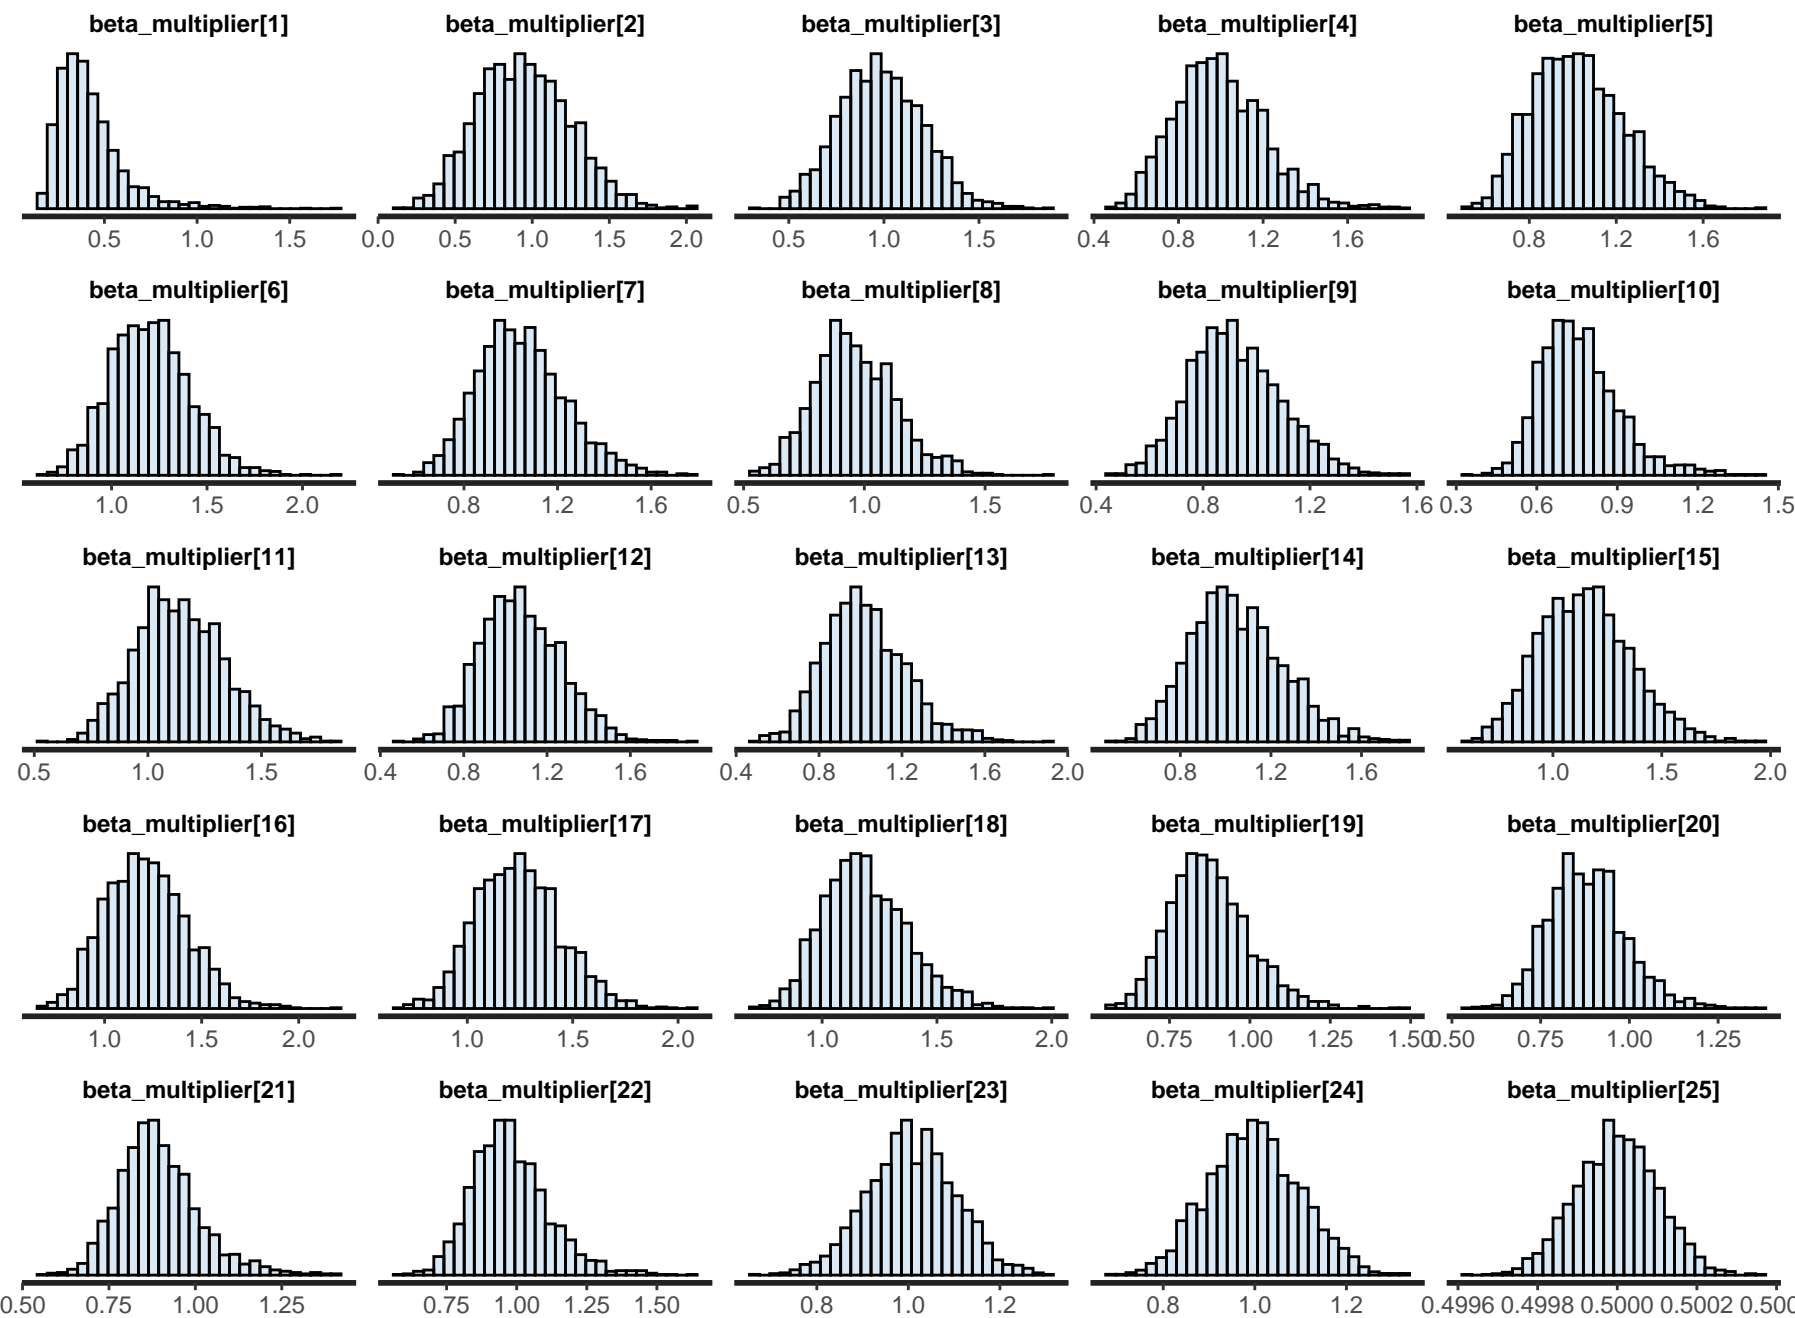 beta_multiplier[1] beta_multiplier[2] beta_multiplier[3] beta_multiplier[4] beta_multiplier[5]
0.5 1.0 1.5 0.0 0.5 1.0 1.5 2.0 0.5 1.0 1.5 0.4 0.8 1.2 1.6 0.8 1.2 1.6
beta_multiplier[6] beta_multiplier[7] beta_multiplier[8] beta_multiplier[9] beta_multiplier[10]
1.0 1.5 2.0 0.8 1.2 1.6 0.5 1.0 1.5 0.4 0.8 1.2 1.6 0.3 0.6 0.9 1.2 1.5
beta_multiplier[11] beta_multiplier[12] beta_multiplier[13] beta_multiplier[14] beta_multiplier[15]
0.5 1.0 1.5 0.4 0.8 1.2 1.6 0.4 0.8 1.2 1.6 2.0 0.8 1.2 1.6 1.0 1.5 2.0
beta_multiplier[16] beta_multiplier[17] beta_multiplier[18] beta_multiplier[19] beta_multiplier[20]
1.0 1.5 2.0 1.0 1.5 2.0 1.0 1.5 2.0 0.75 1.00 1.25 1.50 0.50 0.75 1.00 1.25
beta_multiplier[21] beta_multiplier[22] beta_multiplier[23] beta_multiplier[24] beta_multiplier[25]
0.50 0.75 1.00 1.25 0.75 1.00 1.25 1.50 0.8 1.0 1.2 0.8 1.0 1.2 0.4996 0.4998 0.5000 0.5002